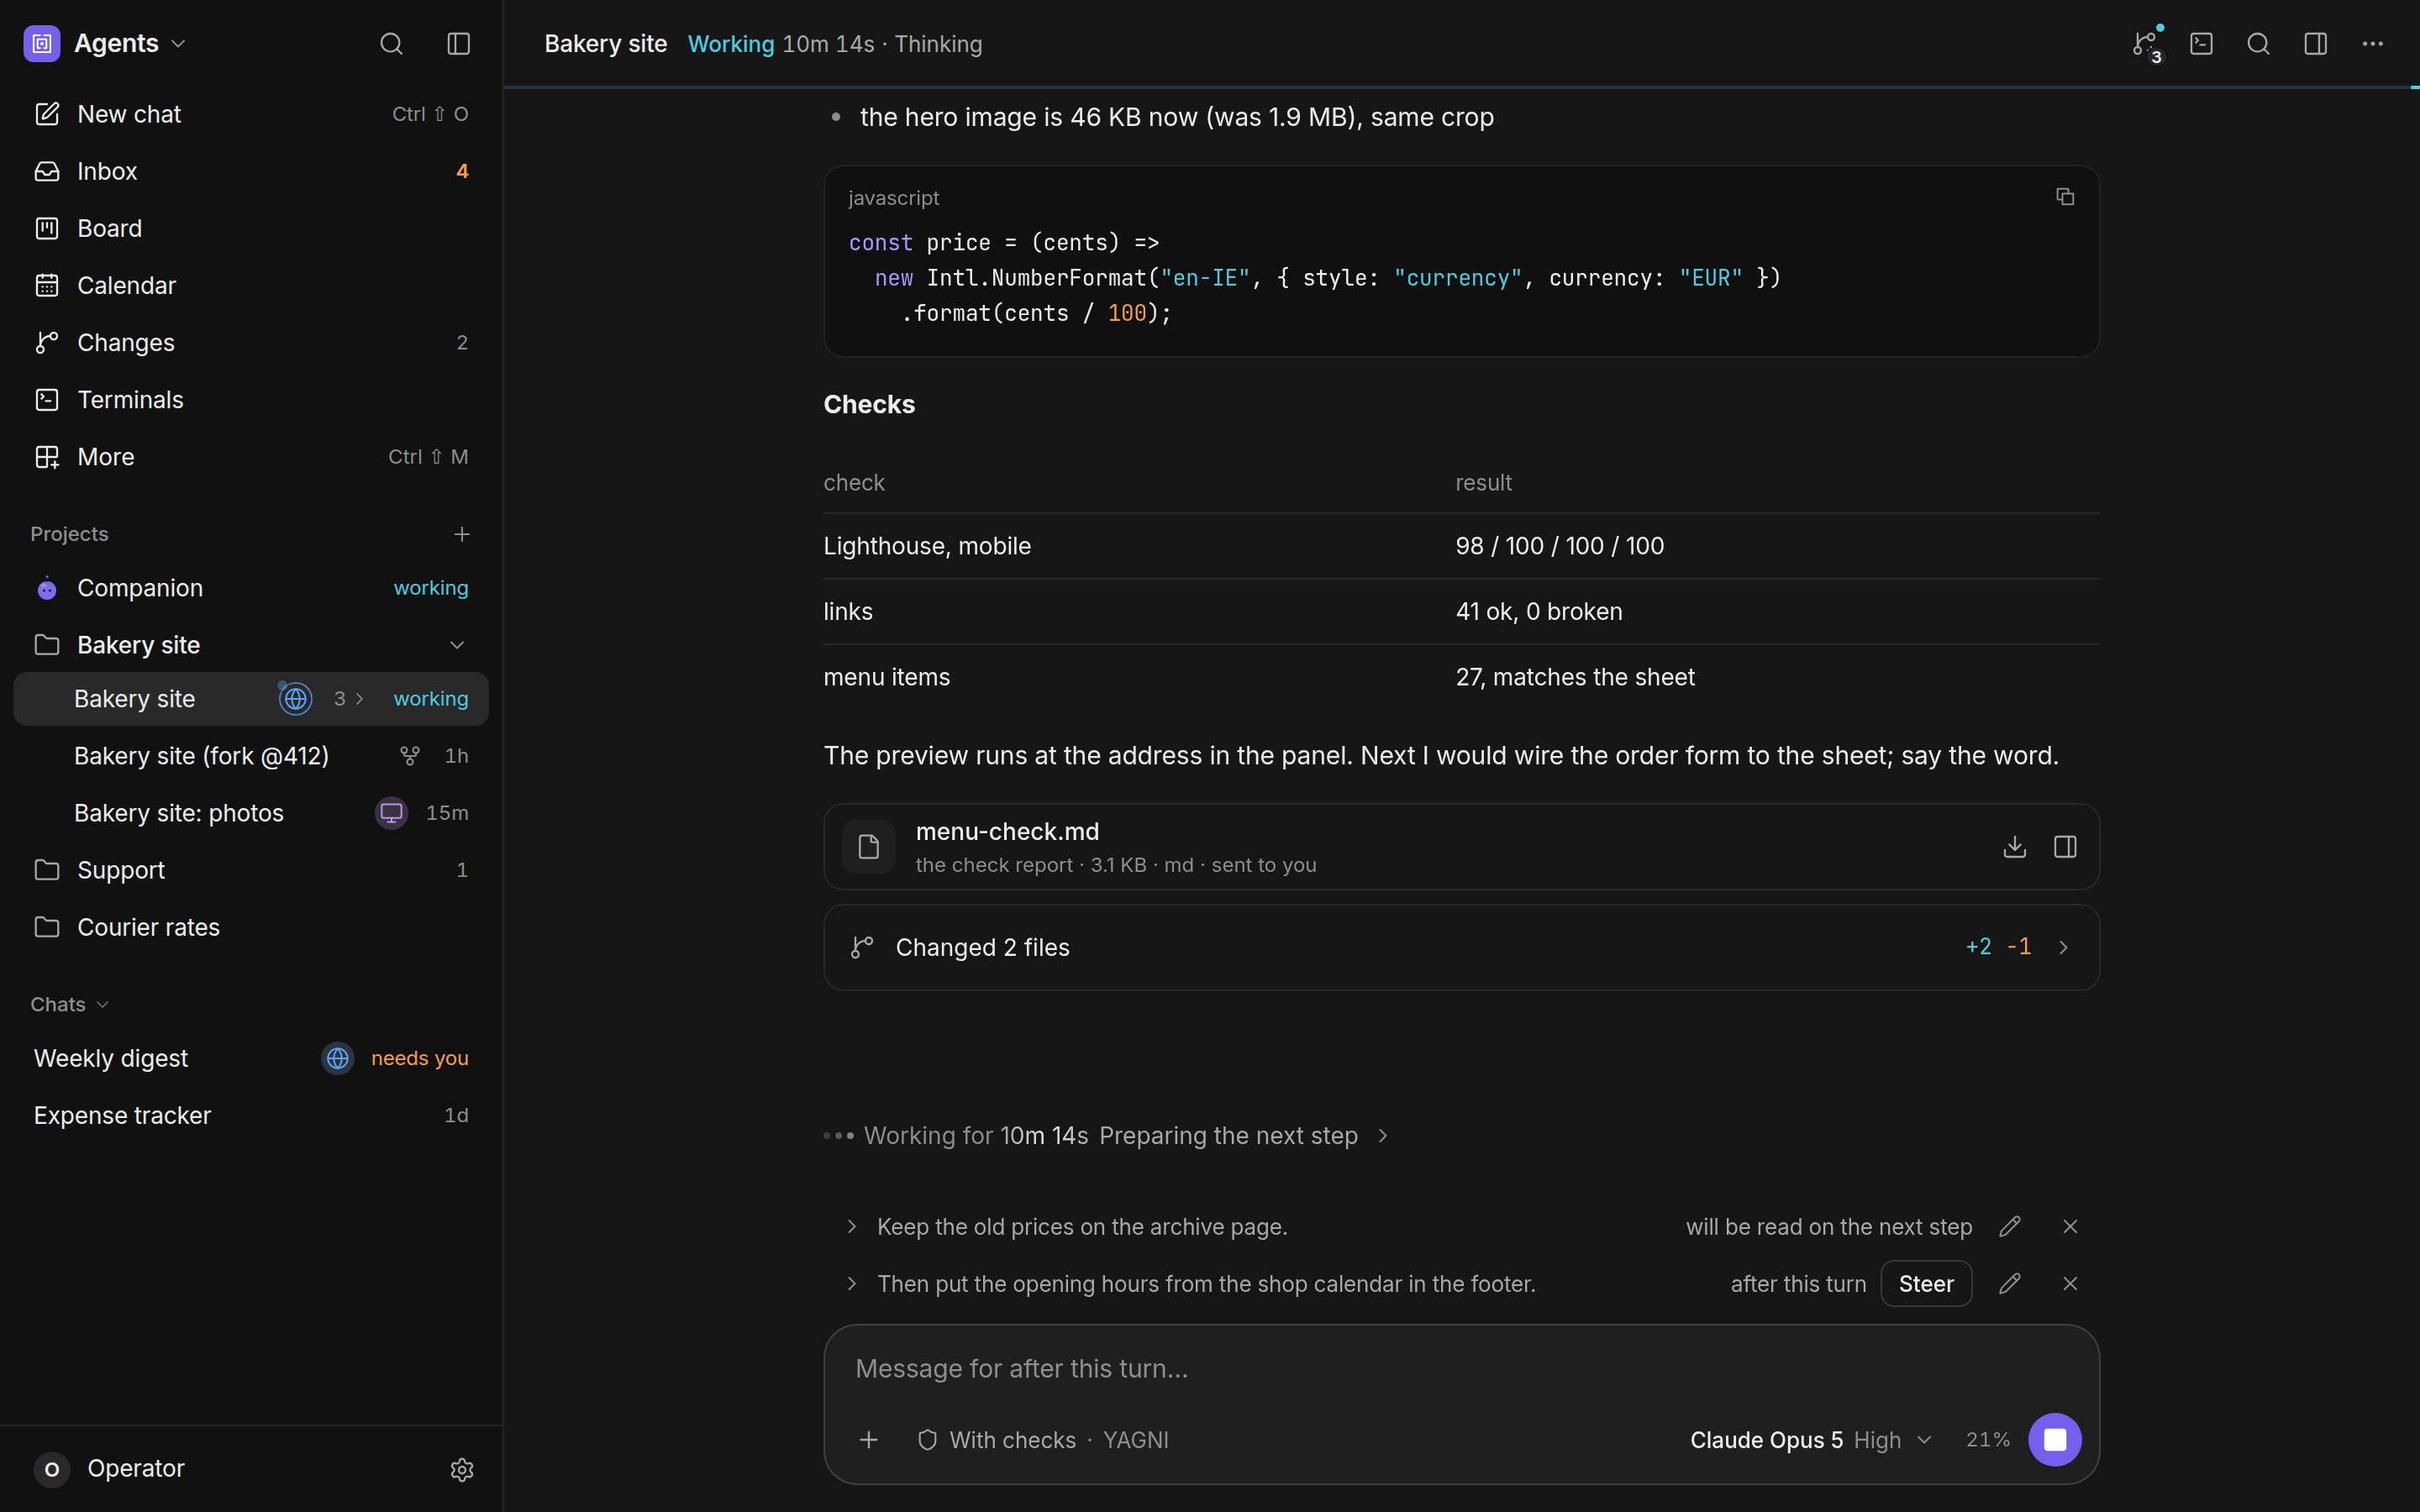 Agents
New chat Ctrl ⇧ O
Inbox 4
Board
Calendar
Changes 2
Terminals
More Ctrl ⇧ M
Projects
Companion working
Bakery site
Bakery site 3 working
Bakery site (fork @412) 1h
Bakery site: photos 15m
Support 1
Courier rates
Chats
Weekly digest needs you
Expense tracker 1d
O Operator
Bakery site Working 10m 14s · Thinking
3
the hero image is 46 KB now (was 1.9 MB), same crop
javascript
const price = (cents) =>
new Intl.NumberFormat("en-IE", { style: "currency", currency: "EUR" })
.format(cents / 100);
Checks
check result
Lighthouse, mobile 98 / 100 / 100 / 100
links 41 ok, 0 broken
menu items 27, matches the sheet
The preview runs at the address in the panel. Next I would wire the order form to the sheet; say the word.
menu-check.md
the check report · 3.1 KB · md · sent to you
Changed 2 files +2 -1
Working for 10m 14s Preparing the next step
Keep the old prices on the archive page. will be read on the next step
Then put the opening hours from the shop calendar in the footer. after this turn Steer
Message for after this turn...
With checks · YAGNI Claude Opus 5 High 21%